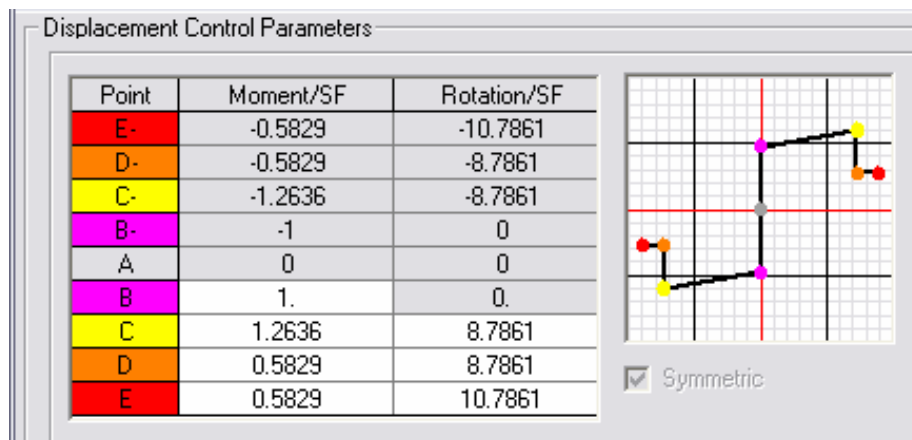 Displacement Control Parameters
Point Moment/SF Rotation/SF
E- -0.5829 -10.7861
D- -0.5829 -8.7861
C- -1.2636 -8.7861
B- -1 0
A 0 0
B 1. 0.
C 1.2636 8.7861
D 0.5829 8.7861
E 0.5829 10.7861
Symmetric